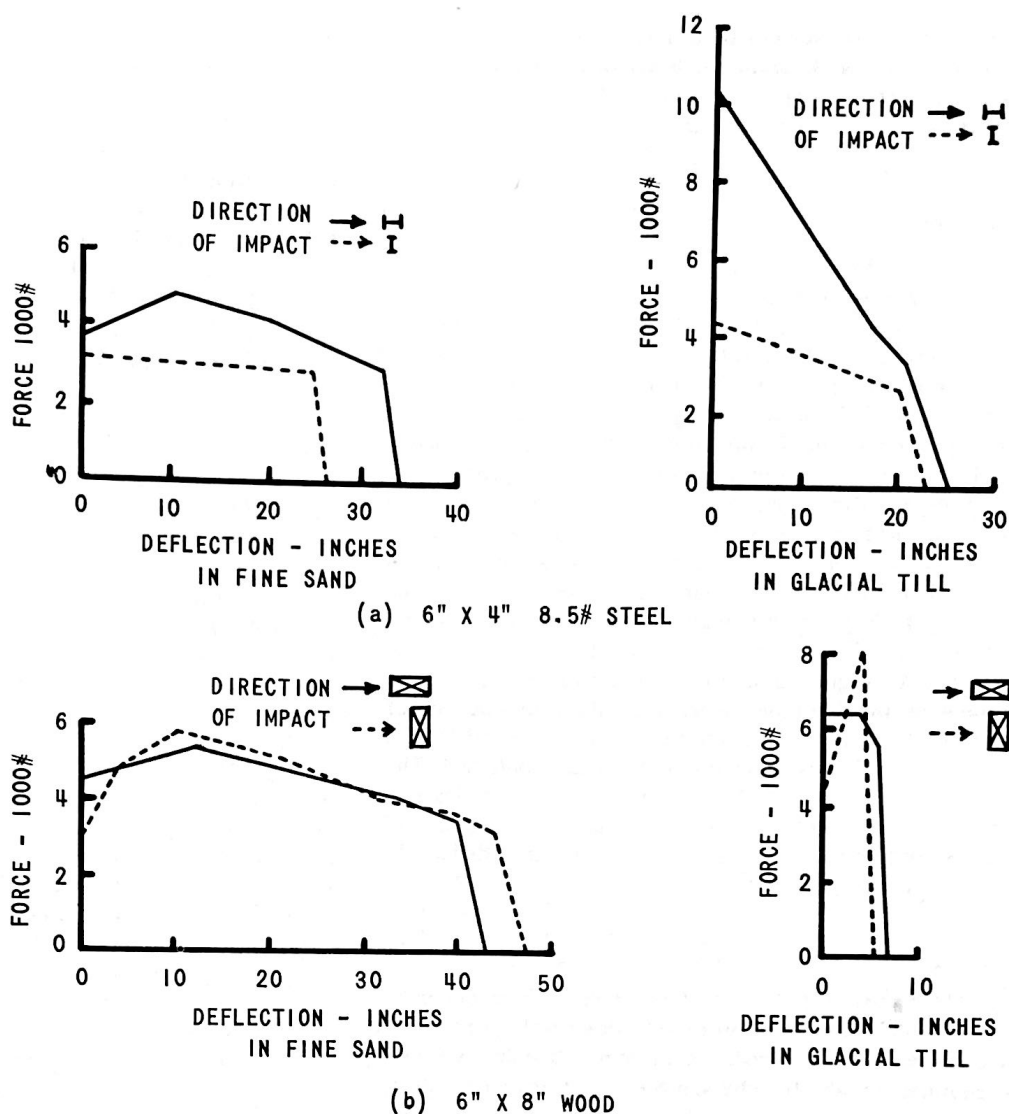 DIRECTION
OF IMPACT
6
4
2
0
FORCE 1000#
0 10 20 30 40
DEFLECTION - INCHES
IN FINE SAND
12
10
8
6
4
2
0
FORCE - 1000#
DIRECTION
OF IMPACT
0 10 20 30
DEFLECTION - INCHES
IN GLACIAL TILL
(a) 6" X 4" 8.5# STEEL
DIRECTION
OF IMPACT
6
4
2
0
FORCE - 1000#
0 10 20 30 40 50
DEFLECTION - INCHES
IN FINE SAND
8
6
4
2
0
FORCE - 1000#
0 10
DEFLECTION - INCHES
IN GLACIAL TILL
(b) 6" X 8" WOOD